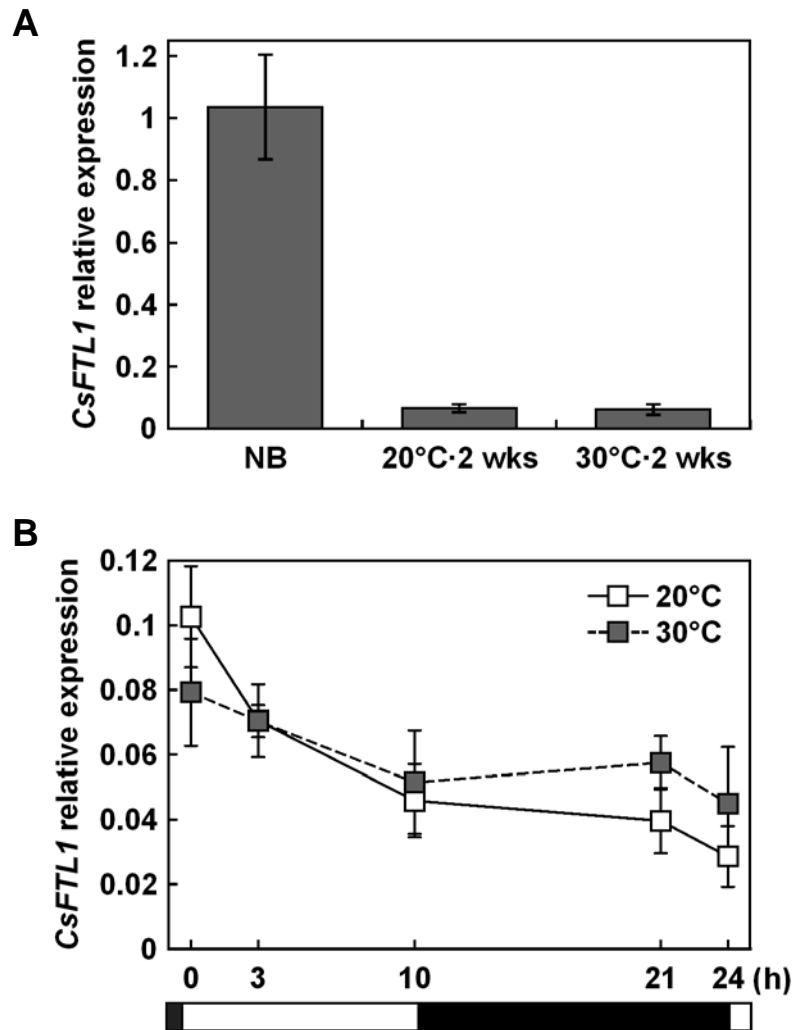 A
CsFTL1 relative expression
1.2
1
0.8
0.6
0.4
0.2
0
NB 20°C·2 wks 30°C·2 wks
B
CsFTL1 relative expression
0.12
0.1
0.08
0.06
0.04
0.02
0
20°C
30°C
0 3 10 21 24 (h)